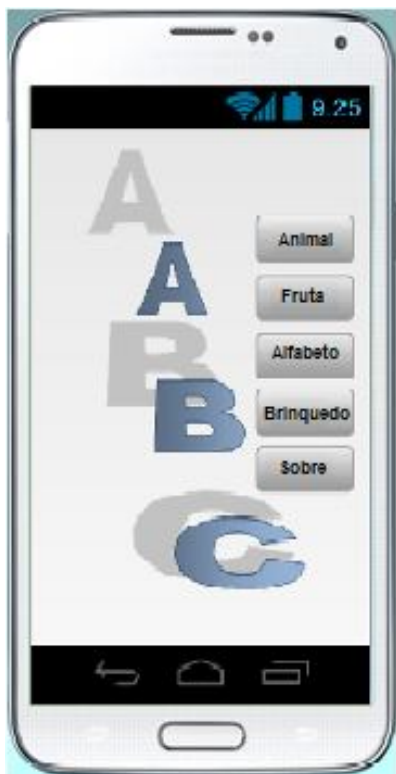 9:25
A
A
Animal
Fruta
B
Alfabeto
B
Brinquedo
Sobre
C
C